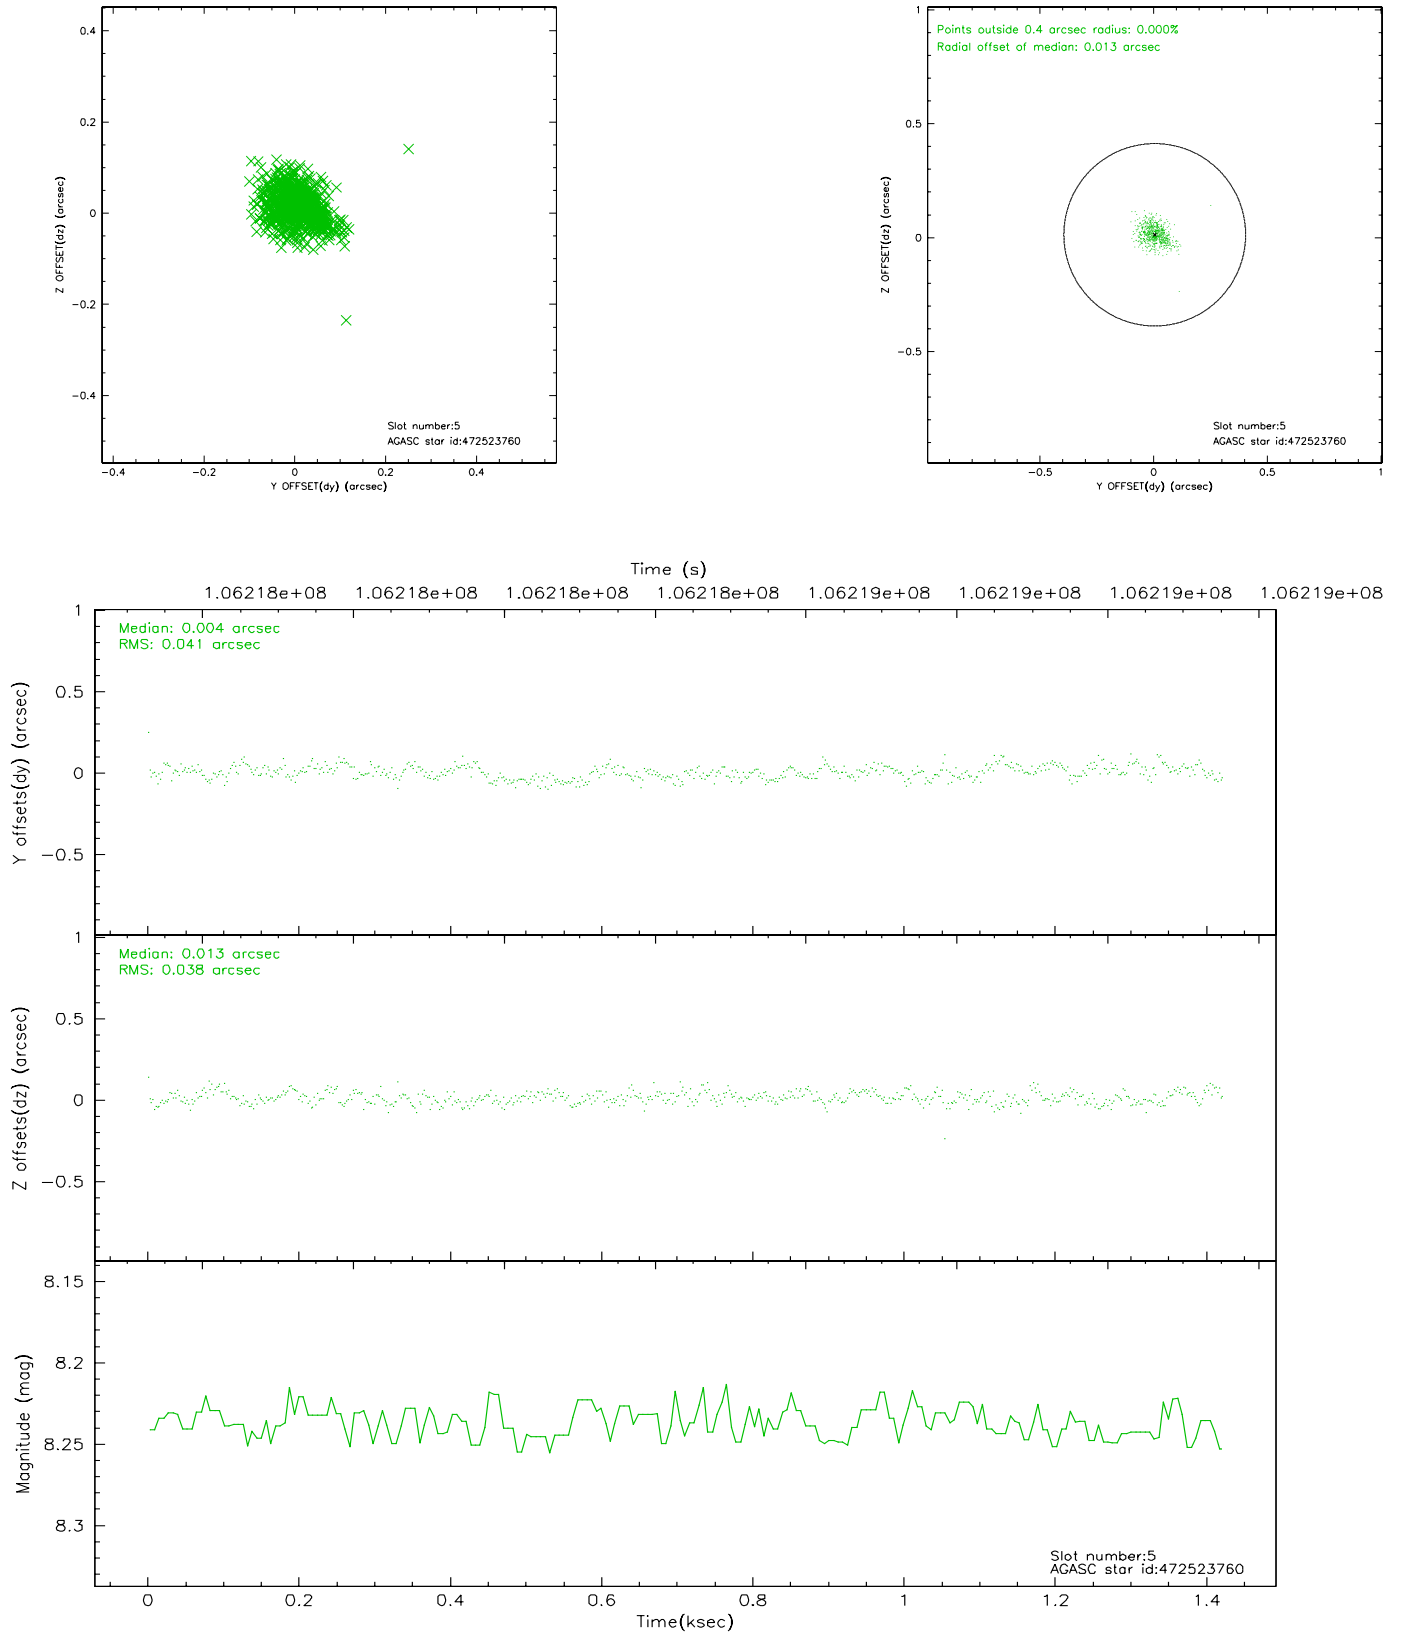 0.4
0.2
0
−0.2
−0.4
Z OFFSET(dz) (arcsec)
−0.4 −0.2 0 0.2 0.4
Y OFFSET(dy) (arcsec)
Slot number:5
AGASC star id:472523760
Points outside 0.4 arcsec radius: 0.000%
Radial offset of median: 0.013 arcsec
1
0.5
0
−0.5
Z OFFSET(dz) (arcsec)
−0.5 0 0.5 1
Y OFFSET(dy) (arcsec)
Slot number:5
AGASC star id:472523760
Time (s)
1.06218e+08 1.06218e+08 1.06218e+08 1.06218e+08 1.06219e+08 1.06219e+08 1.06219e+08 1.06219e+08
Median: 0.004 arcsec
RMS: 0.041 arcsec
1
0.5
0
−0.5
Y offsets(dy) (arcsec)
Median: 0.013 arcsec
RMS: 0.038 arcsec
1
0.5
0
−0.5
Z offsets(dz) (arcsec)
8.15
8.2
8.25
8.3
Magnitude (mag)
Slot number:5
AGASC star id:472523760
0 0.2 0.4 0.6 0.8 1 1.2 1.4
Time(ksec)